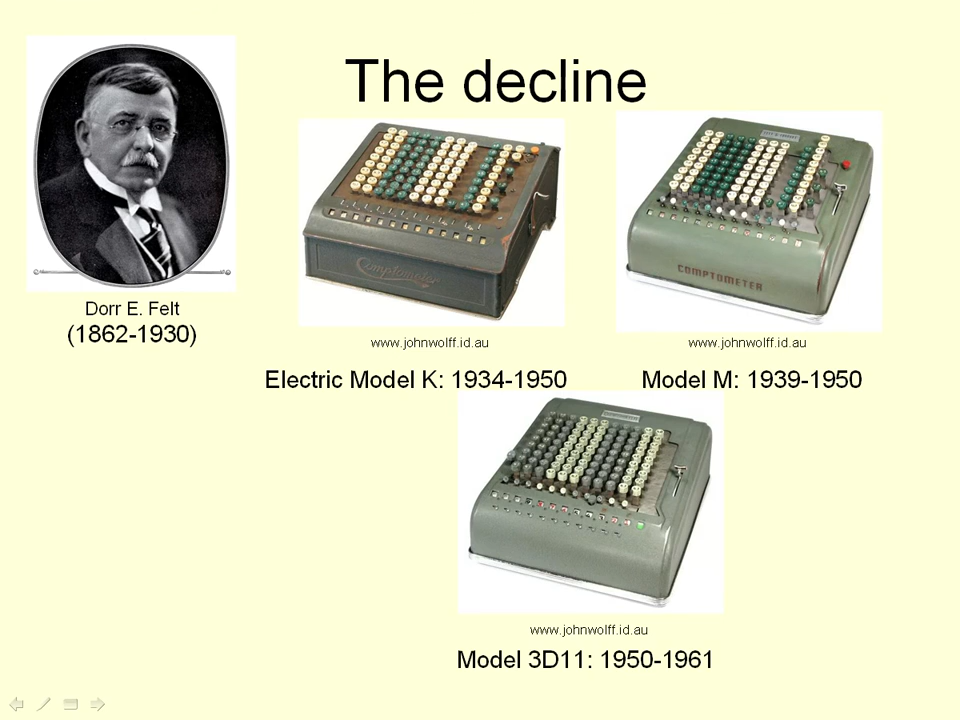 The decline
Comptometer
COMPTOMETER
Dorr E. Felt
(1862-1930)
www.johnwolff.id.au
www.johnwolff.id.au
Electric Model K: 1934-1950
Model M: 1939-1950
www.johnwolff.id.au
Model 3D11: 1950-1961